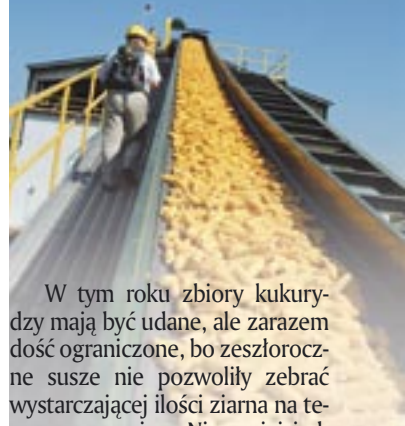 W tym roku zbiory kukury-
dzy mają być udane, ale zarazem
dość ograniczone, bo zeszłorocz-
ne susze nie pozwoliły zebrać
wystarczającej ilości ziarna na te-